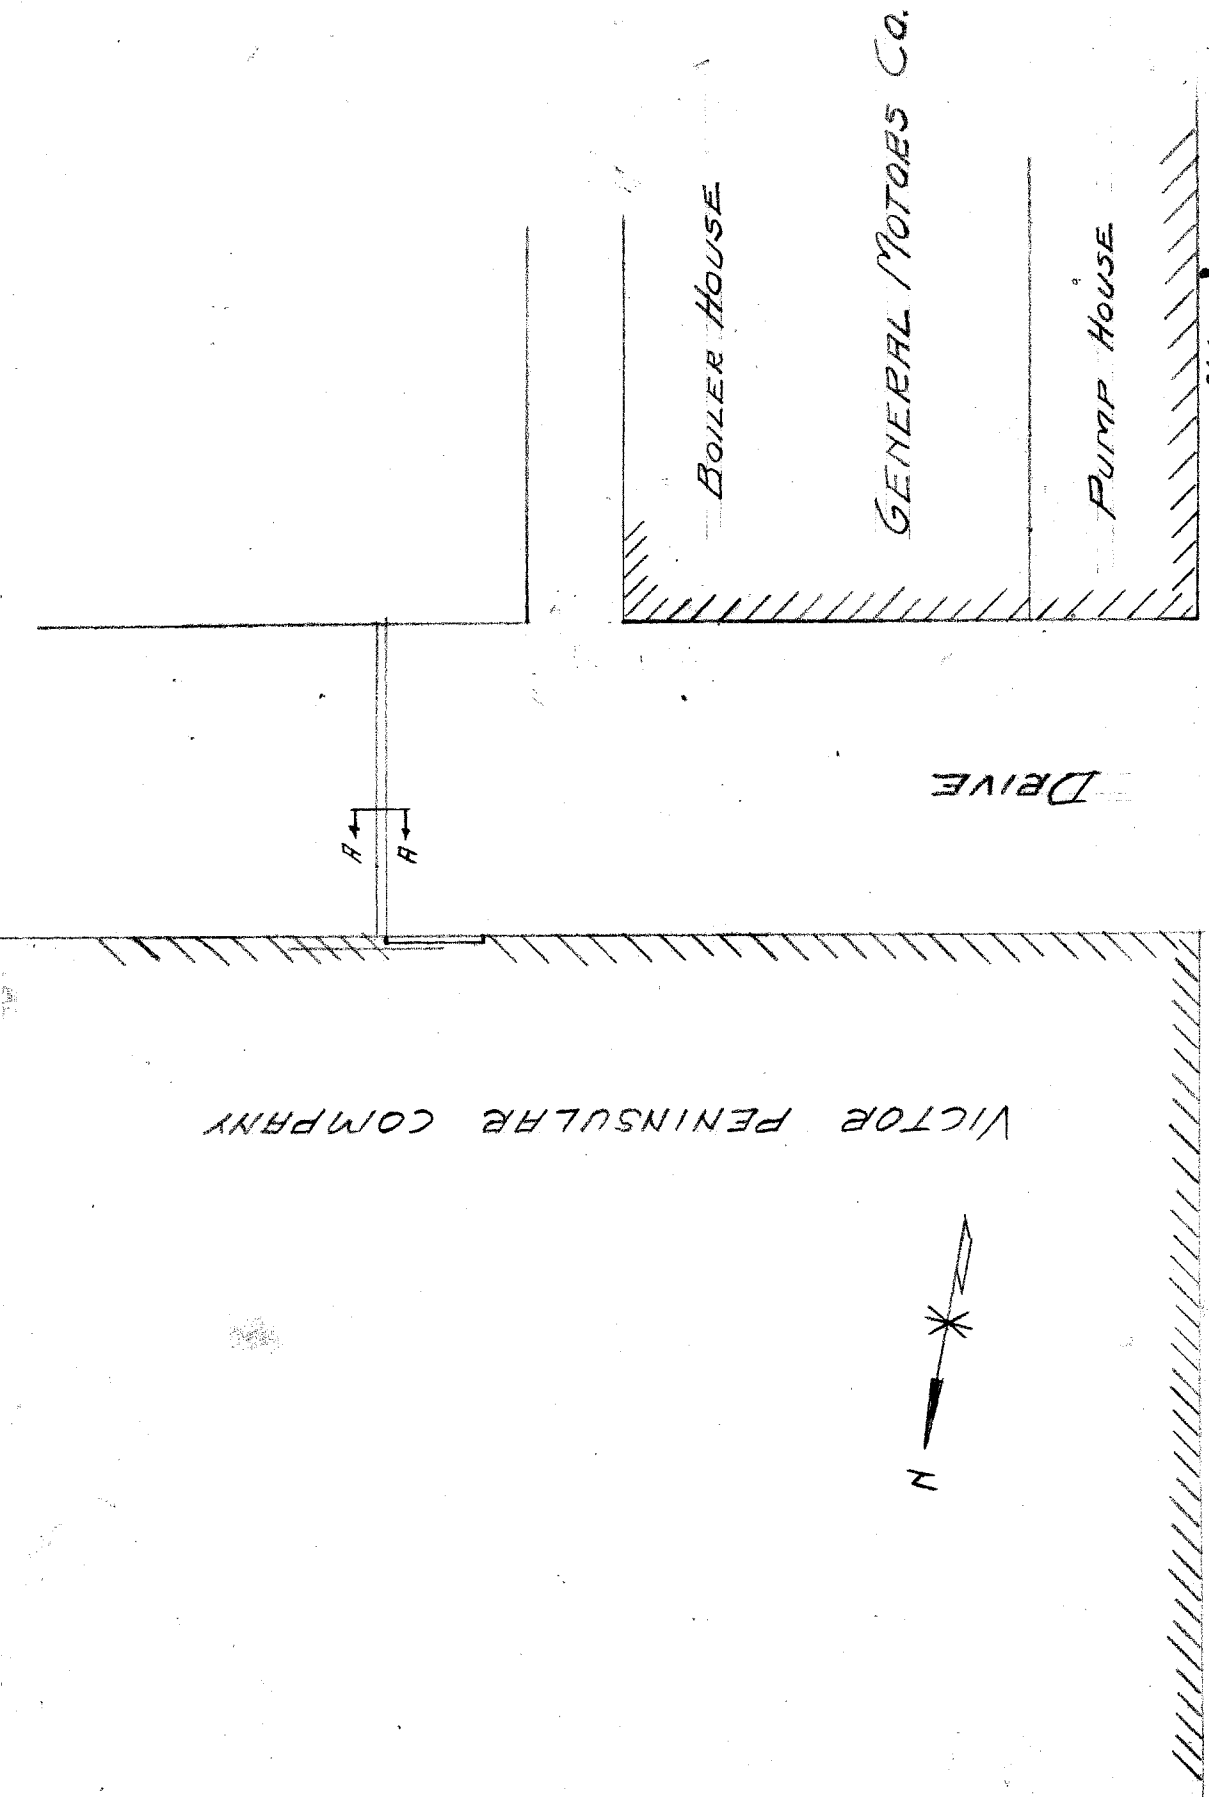 BOILER HOUSE
GENERAL MOTORS CO.
PUMP HOUSE
DRIVE
A A
VICTOR PENINSULAR COMPANY
N